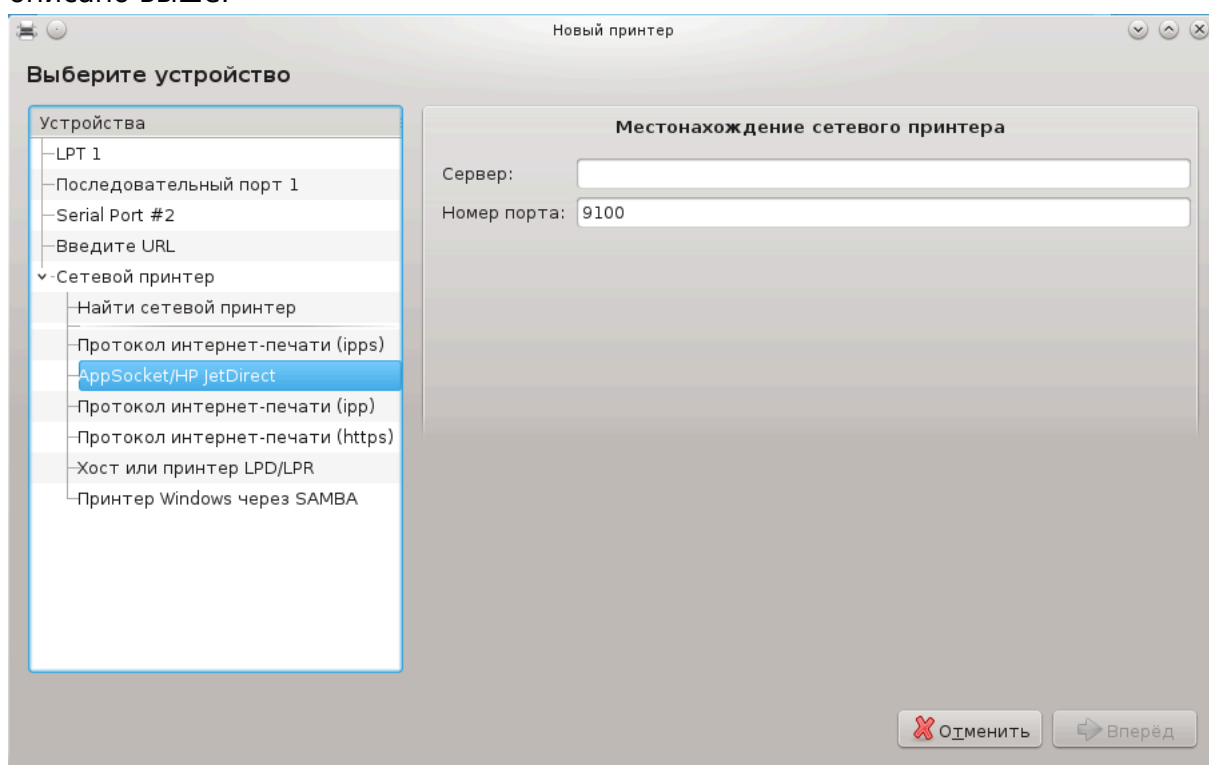 описано выше.
Новый принтер
Выберите устройство
Устройства
LPT 1
Последовательный порт 1
Serial Port #2
Введите URL
Сетевой принтер
Найти сетевой принтер
Протокол интернет-печати (ipps)
AppSocket/HP JetDirect
Протокол интернет-печати (ipp)
Протокол интернет-печати (https)
Хост или принтер LPD/LPR
Принтер Windows через SAMBA
Местонахождение сетевого принтера
Сервер:
Номер порта: 9100
Отменить
Вперёд